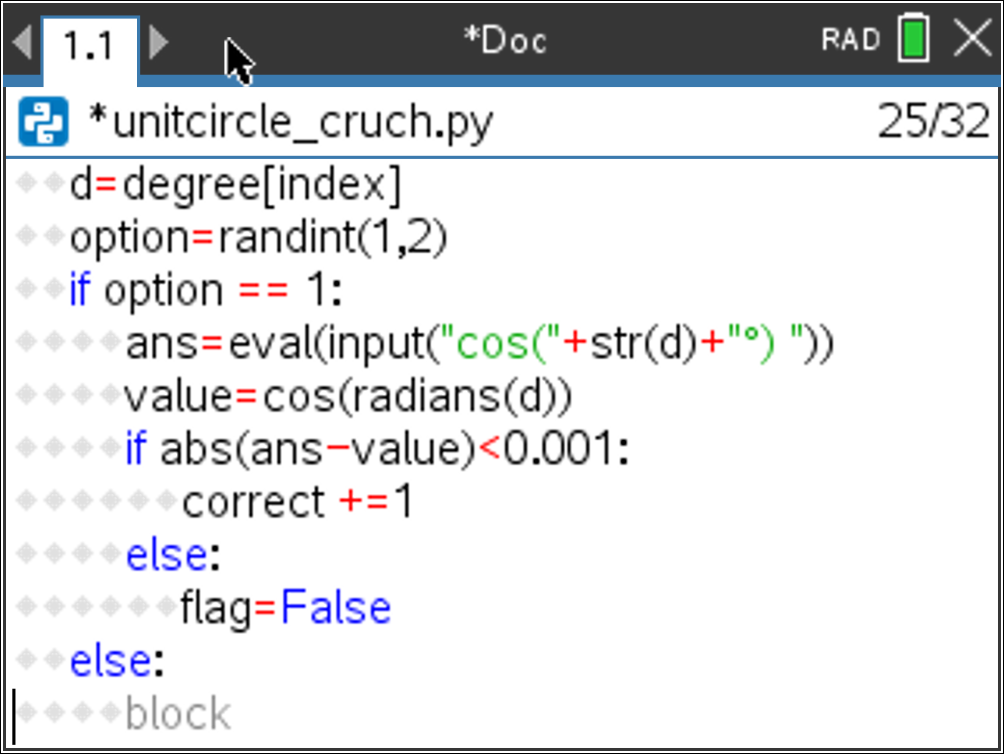 1.1 *Doc RAD
*unitcircle_cruch.py 25/32
d=degree[index]
option=randint(1,2)
if option == 1:
ans=eval(input("cos("+str(d)+"°) "))
value=cos(radians(d))
if abs(ans−value)<0.001:
correct +=1
else:
flag=False
else:
block